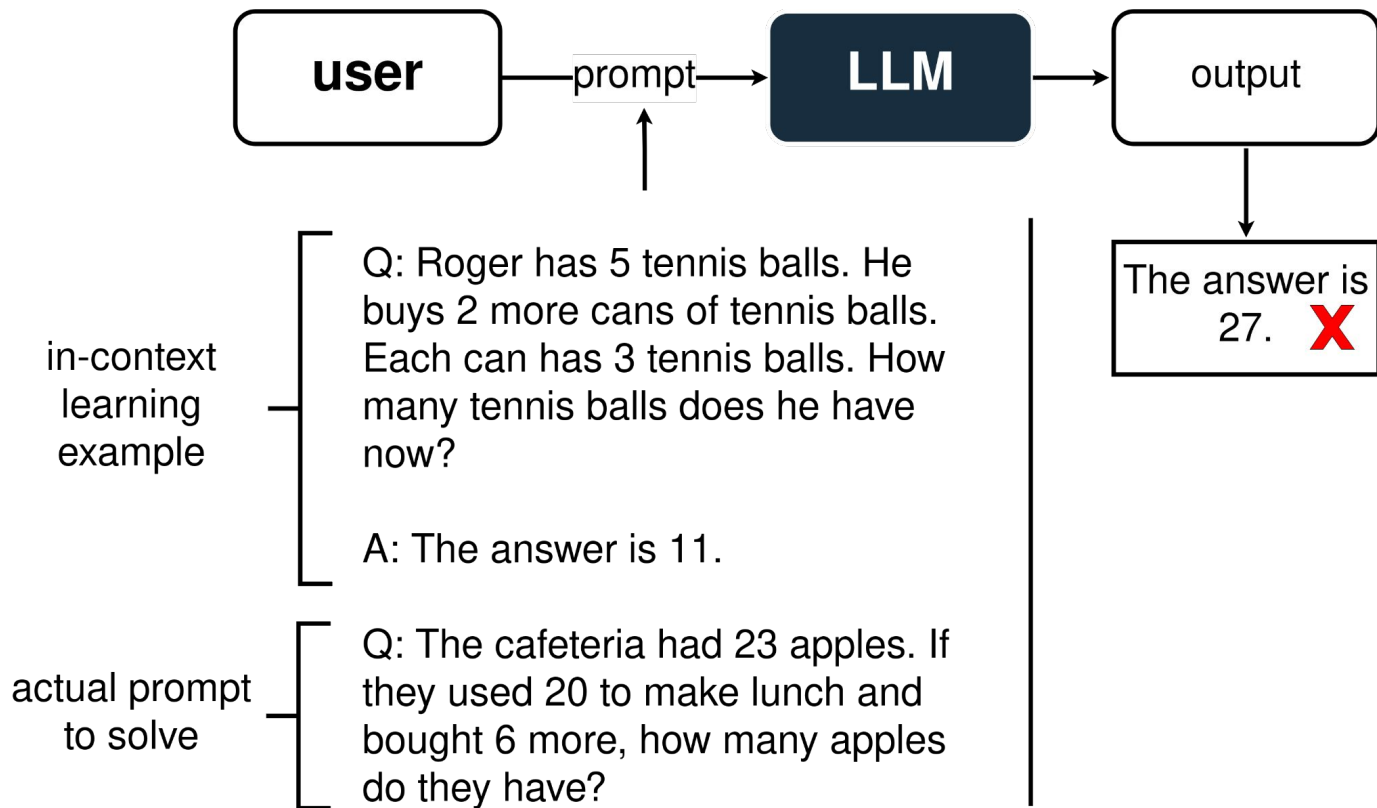 user
prompt
LLM
output
in-context
learning
example
Q: Roger has 5 tennis balls. He
buys 2 more cans of tennis balls.
Each can has 3 tennis balls. How
many tennis balls does he have
now?
A: The answer is 11.
The answer is
27. X
actual prompt
to solve
Q: The cafeteria had 23 apples. If
they used 20 to make lunch and
bought 6 more, how many apples
do they have?